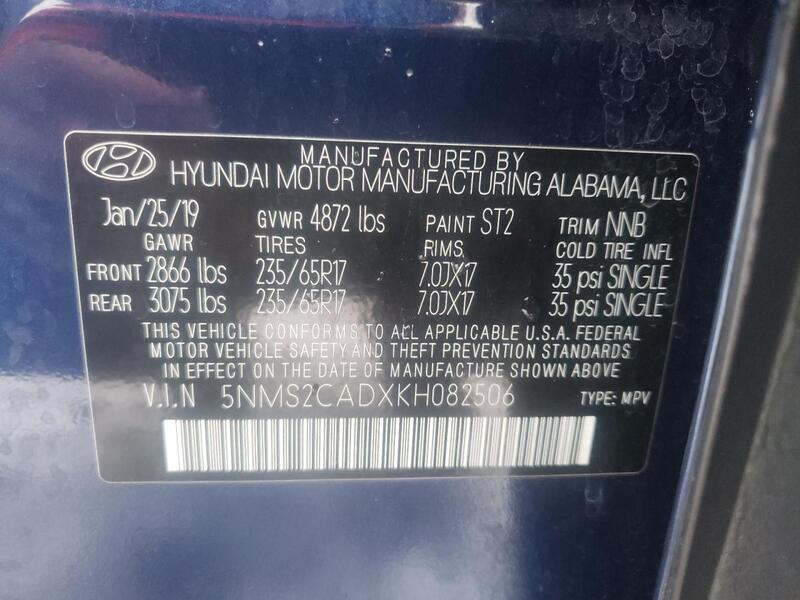 MANUFACTURED BY
HYUNDAI MOTOR MANUFACTURING ALABAMA, LLC
Jan/25/19 GVWR 4872 lbs PAINT ST2 TRIM NNB
GAWR TIRES RIMS COLD TIRE INFL
FRONT 2866 lbs 235/65R17 7.0JX17 35 psi SINGLE
REAR 3075 lbs 235/65R17 7.0JX17 35 psi SINGLE
THIS VEHICLE CONFORMS TO ALL APPLICABLE U.S.A. FEDERAL
MOTOR VEHICLE SAFETY AND THEFT PREVENTION STANDARDS
IN EFFECT ON THE DATE OF MANUFACTURE SHOWN ABOVE
V.I.N 5NMS2CADXKH082506 TYPE: MPV